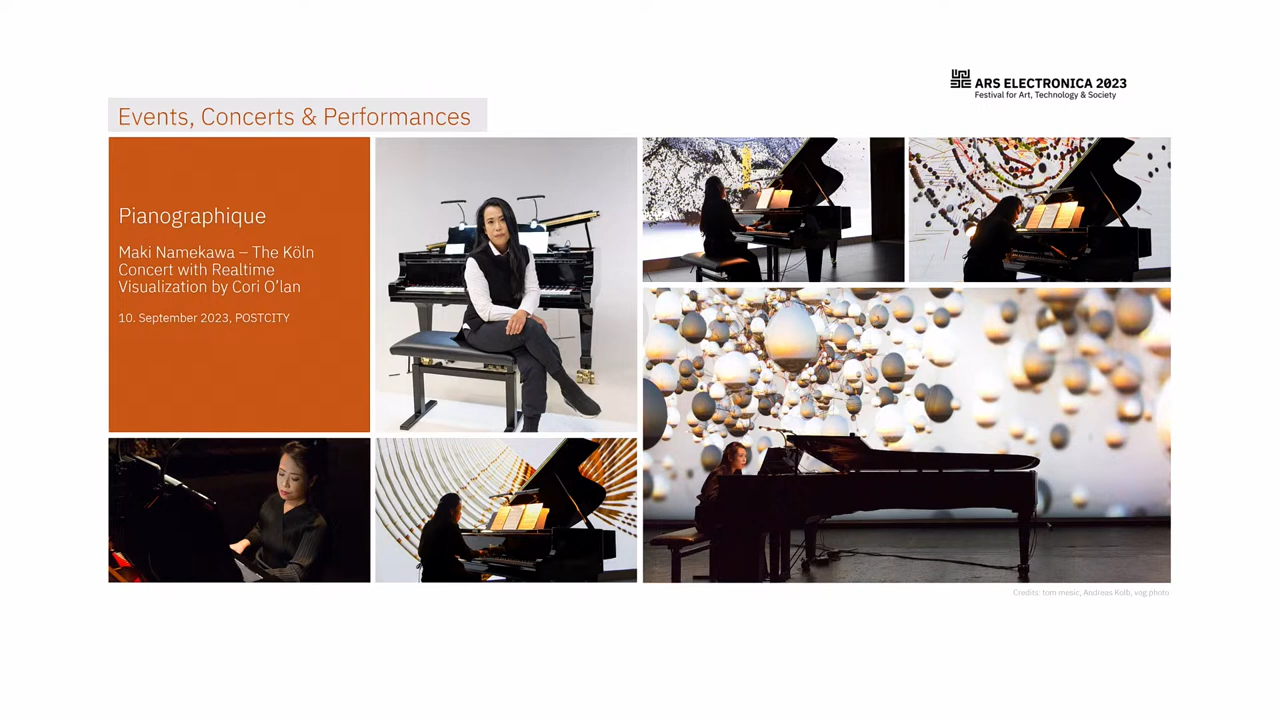 ARS ELECTRONICA 2023
Festival for Art, Technology & Society
Events, Concerts & Performances
Pianographique
Maki Namekawa – The Köln
Concert with Realtime
Visualization by Cori O'lan
10. September 2023, POSTCITY
Credits: tom mesic, Andreas Kolb, vog.photo